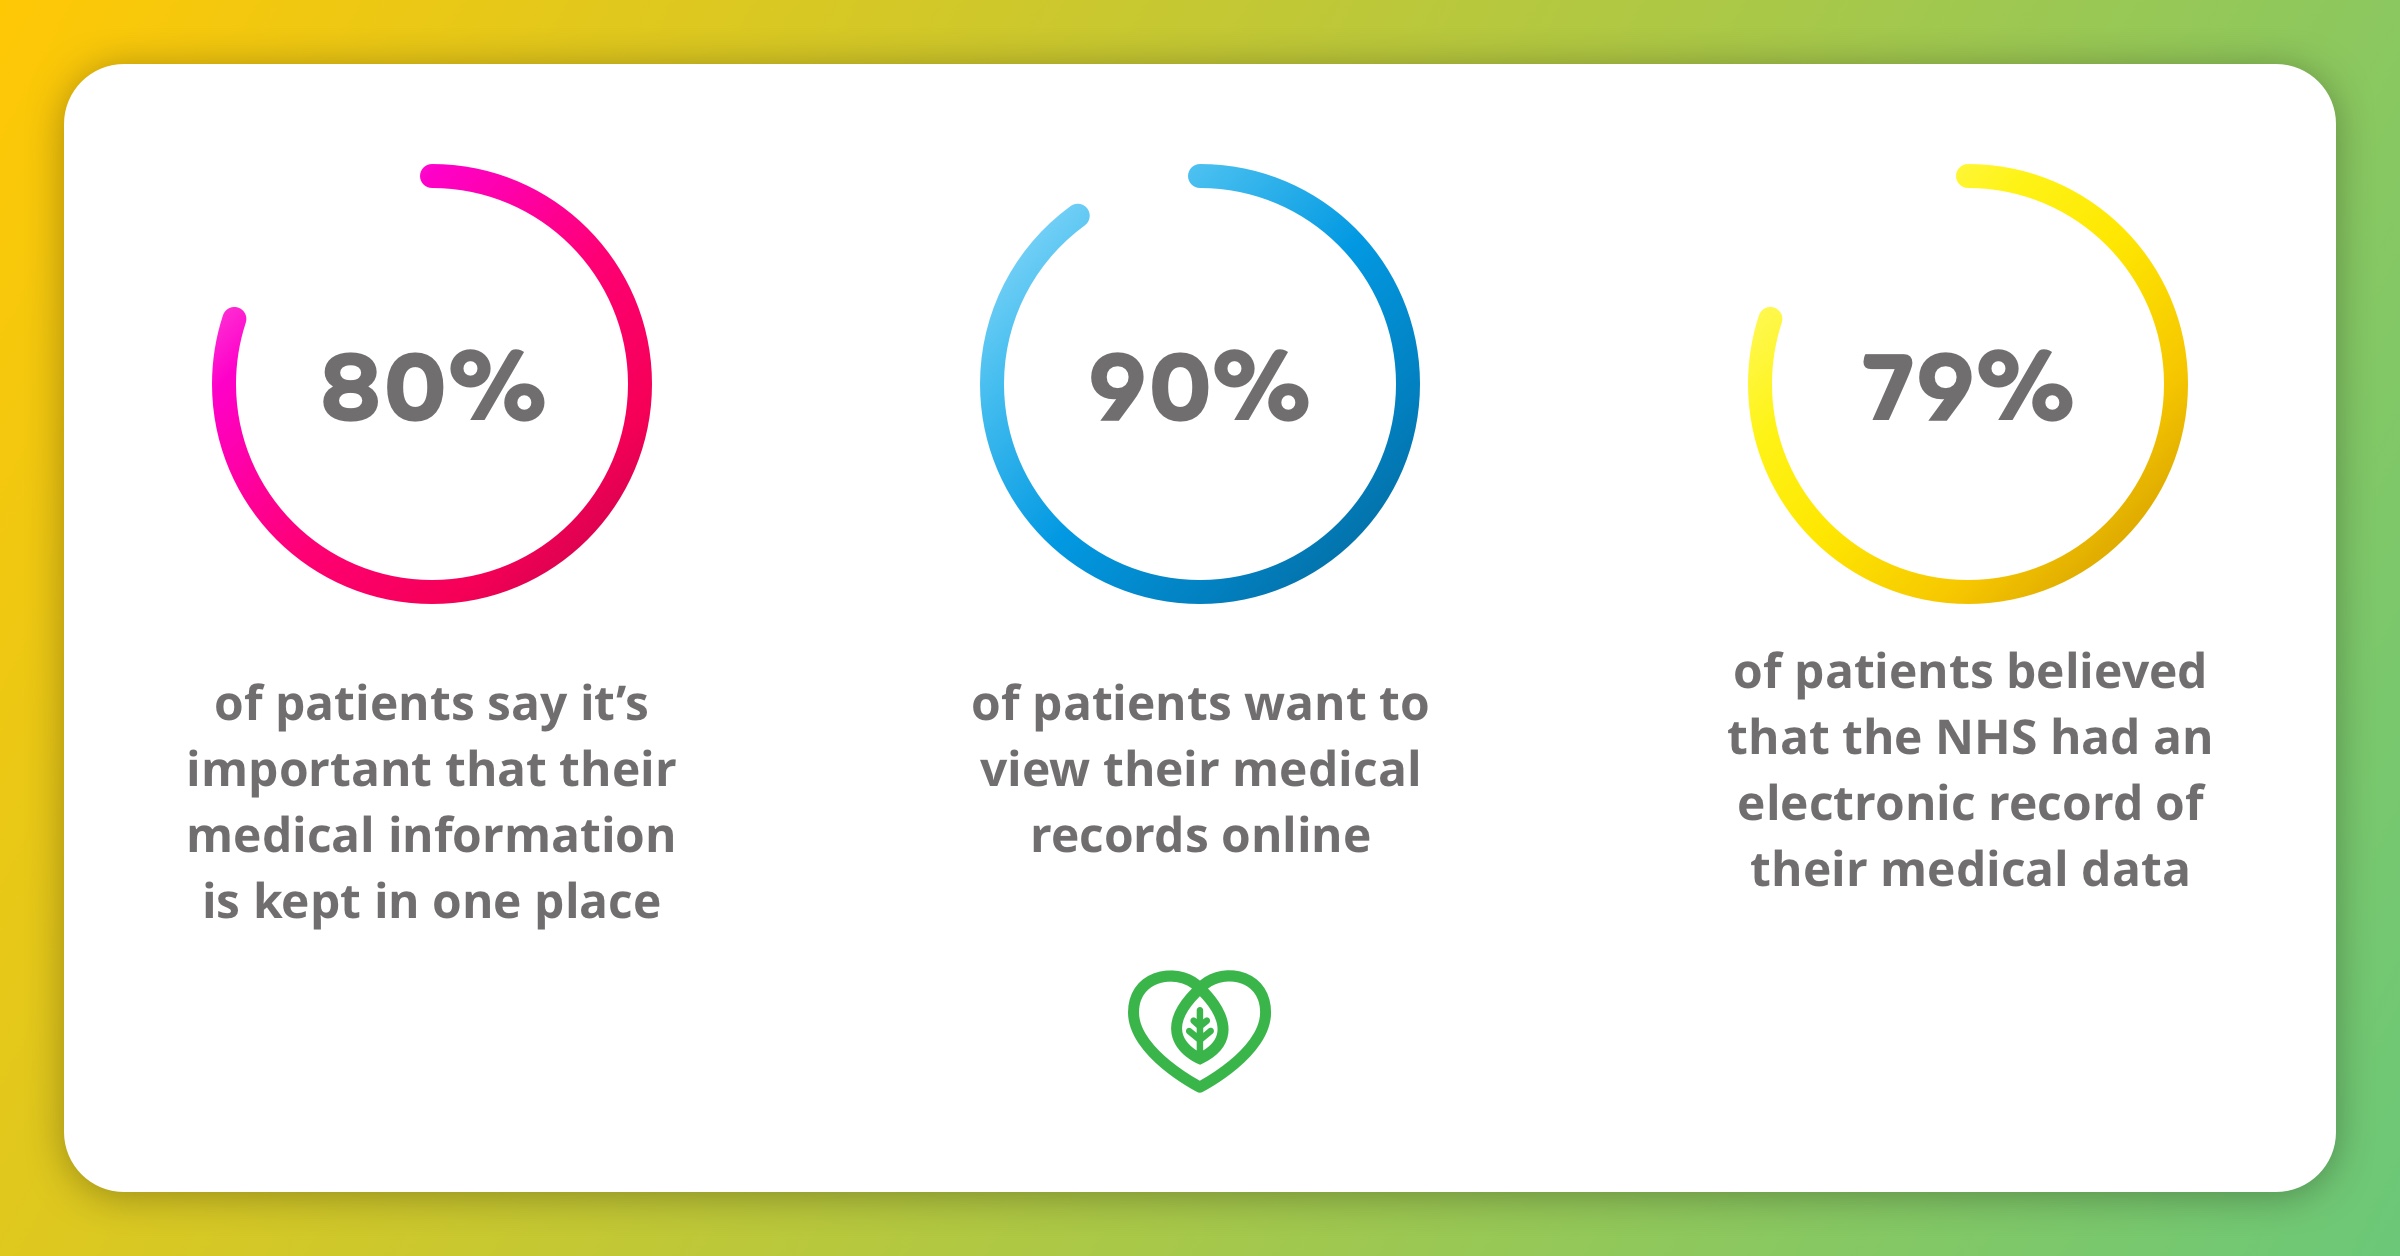 80%
of patients say it’s
important that their
medical information
is kept in one place
90%
of patients want to
view their medical
records online
79%
of patients believed
that the NHS had an
electronic record of
their medical data